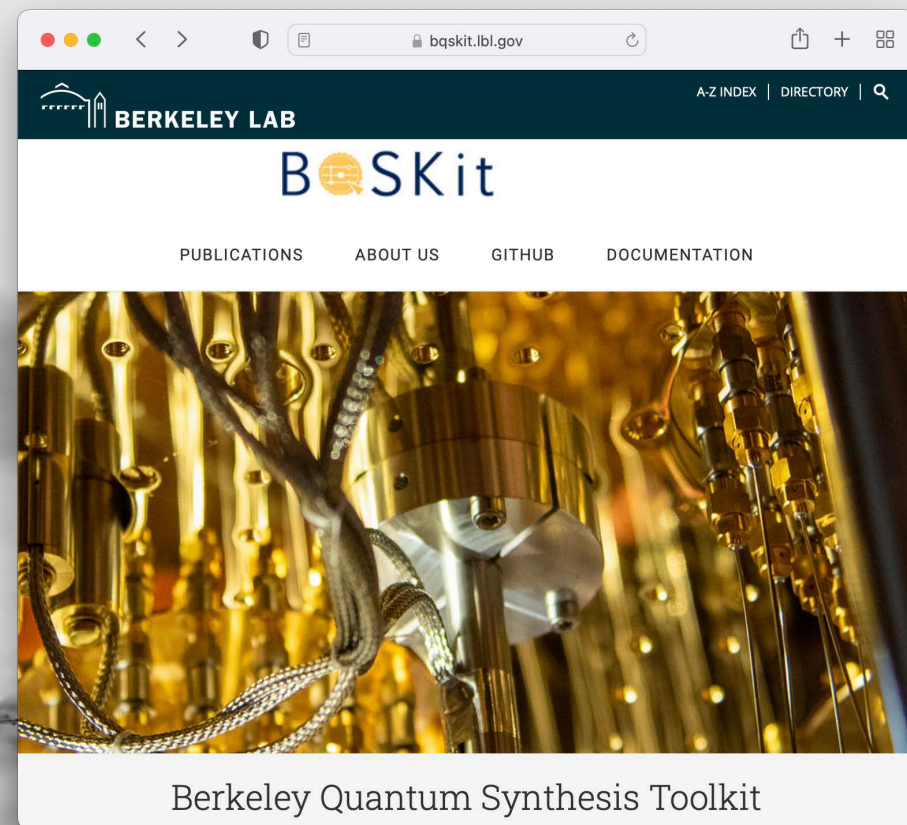 bqskit.lbl.gov
A-Z INDEX | DIRECTORY |
BERKELEY LAB
BQSKit
PUBLICATIONS ABOUT US GITHUB DOCUMENTATION
Berkeley Quantum Synthesis Toolkit